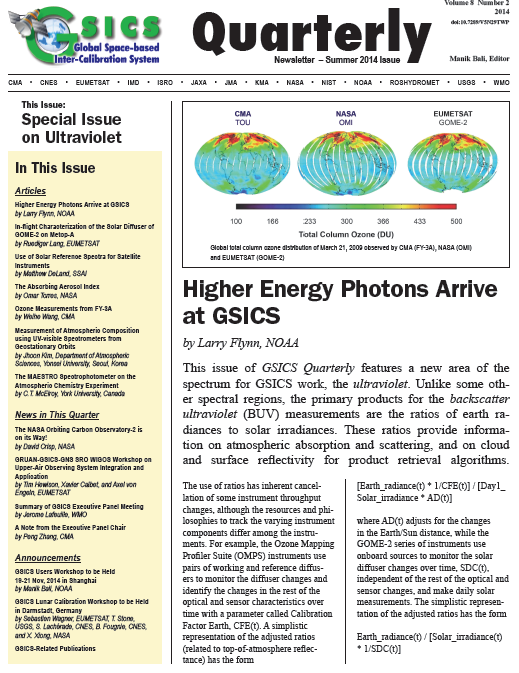 GSICS
Global Space-based
Inter-Calibration System
Quarterly
Newsletter – Summer 2014 Issue
Volume 8 Number 2
2014
doi:10.7289/V5N29TWP
Manik Bali, Editor
CMA • CNES • EUMETSAT • IMD • ISRO • JAXA • JMA • KMA • NASA • NIST • NOAA • ROSHYDROMET • USGS • WMO
This Issue:
Special Issue
on Ultraviolet
In This Issue
Articles
Higher Energy Photons Arrive at GSICS
by Larry Flynn, NOAA
In-flight Characterization of the Solar Diffuser of
GOME-2 on Metop-A
by Ruediger Lang, EUMETSAT
Use of Solar Reference Spectra for Satellite
Instruments
by Matthew DeLand, SSAI
The Absorbing Aerosol Index
by Omar Torres, NASA
Ozone Measurements from FY-3A
by Weihe Wang, CMA
Measurement of Atmospheric Composition
using UV-visible Spectrometers from
Geostationary Orbits
by Jhoon Kim, Department of Atmospheric
Sciences, Yonsei University, Seoul, Korea
The MAESTRO Spectrophotometer on the
Atmospheric Chemistry Experiment
by C.T. McElroy, York University, Canada
News in This Quarter
The NASA Orbiting Carbon Observatory-2 is
on its Way!
by David Crisp, NASA
GRUAN-GSICS-GNSS RO WIGOS Workshop on
Upper-Air Observing System Integration and
Application
by Tim Hewison, Xavier Calbet, and Axel von
Engeln, EUMETSAT
Summary of GSICS Executive Panel Meeting
by Jerome Lafeuille, WMO
A Note from the Executive Panel Chair
by Peng Zhang, CMA
Announcements
GSICS Users Workshop to be Held
19-21 Nov, 2014 in Shanghai
by Manik Bali, NOAA
GSICS Lunar Calibration Workshop to be Held
in Darmstadt, Germany
by Sebastien Wagner, EUMETSAT, T. Stone,
USGS, S. Lachérade, CNES, B. Fougnie, CNES,
and X. Xiong, NASA
GSICS-Related Publications
CMA
TOU
NASA
OMI
EUMETSAT
GOME-2
100 166 233 300 366 433 500
Total Column Ozone (DU)
Global total column ozone distribution of March 21, 2009 observed by CMA (FY-3A), NASA (OMI)
and EUMETSAT (GOME-2)
Higher Energy Photons Arrive
at GSICS
by Larry Flynn, NOAA
This issue of GSICS Quarterly features a new area of the
spectrum for GSICS work, the ultraviolet. Unlike some oth-
er spectral regions, the primary products for the backscatter
ultraviolet (BUV) measurements are the ratios of earth ra-
diances to solar irradiances. These ratios provide informa-
tion on atmospheric absorption and scattering, and on cloud
and surface reflectivity for product retrieval algorithms.
The use of ratios has inherent cancel-
lation of some instrument throughput
changes, although the resources and phi-
losophies to track the varying instrument
components differ among the instru-
ments. For example, the Ozone Mapping
Profiler Suite (OMPS) instruments use
pairs of working and reference diffus-
ers to monitor the diffuser changes and
identify the changes in the rest of the
optical and sensor characteristics over
time with a parameter called Calibration
Factor Earth, CFE(t). A simplistic
representation of the adjusted ratios
(related to top-of-atmosphere reflec-
tance) has the form
[Earth_radiance(t) * 1/CFE(t)] / [Day1_
Solar_irradiance * AD(t)]
where AD(t) adjusts for the changes
in the Earth/Sun distance, while the
GOME-2 series of instruments use
onboard sources to monitor the solar
diffuser changes over time, SDC(t),
independent of the rest of the optical and
sensor changes, and make daily solar
measurements. The simplistic represen-
tation of the adjusted ratios has the form
Earth_radiance(t) / [Solar_irradiance(t)
* 1/SDC(t)]